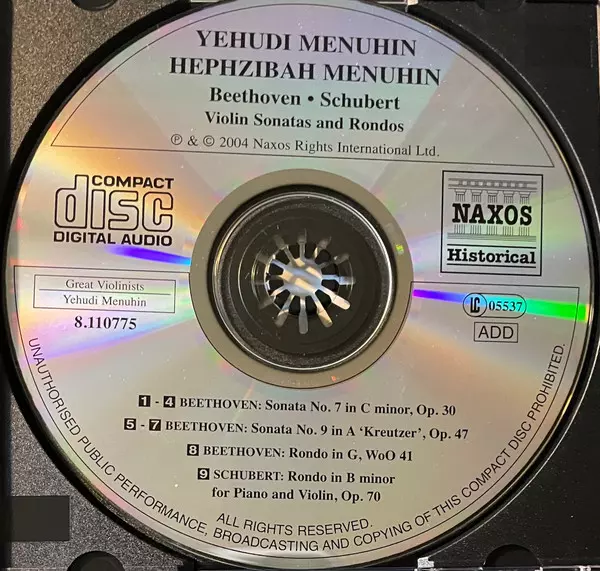 YEHUDI MENUHIN
HEPHZIBAH MENUHIN
Beethoven • Schubert
Violin Sonatas and Rondos
℗ & © 2004 Naxos Rights International Ltd.
COMPACT
disc
DIGITAL AUDIO
NAXOS
Historical
Great Violinists
Yehudi Menuhin
8.110775
LC 05537
ADD
1 - 4 BEETHOVEN: Sonata No. 7 in C minor, Op. 30
5 - 7 BEETHOVEN: Sonata No. 9 in A ‘Kreutzer’, Op. 47
8 BEETHOVEN: Rondo in G, WoO 41
9 SCHUBERT: Rondo in B minor
for Piano and Violin, Op. 70
ALL RIGHTS RESERVED.
UNAUTHORISED PUBLIC PERFORMANCE, BROADCASTING AND COPYING OF THIS COMPACT DISC PROHIBITED.